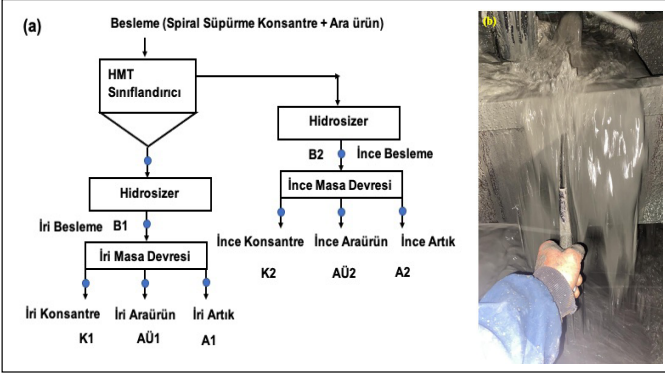 (a)
Besleme (Spiral Süpürme Konsantre + Ara ürün)
HMT
Sınıflandırıcı
Hidrosizer
B2 İnce Besleme
İnce Masa Devresi
İnce Konsantre İnce Araürün İnce Artık
K2 AÜ2 A2
Hidrosizer
İri Besleme B1
İri Masa Devresi
İri Konsantre İri Araürün İri Artık
K1 AÜ1 A1
(b)